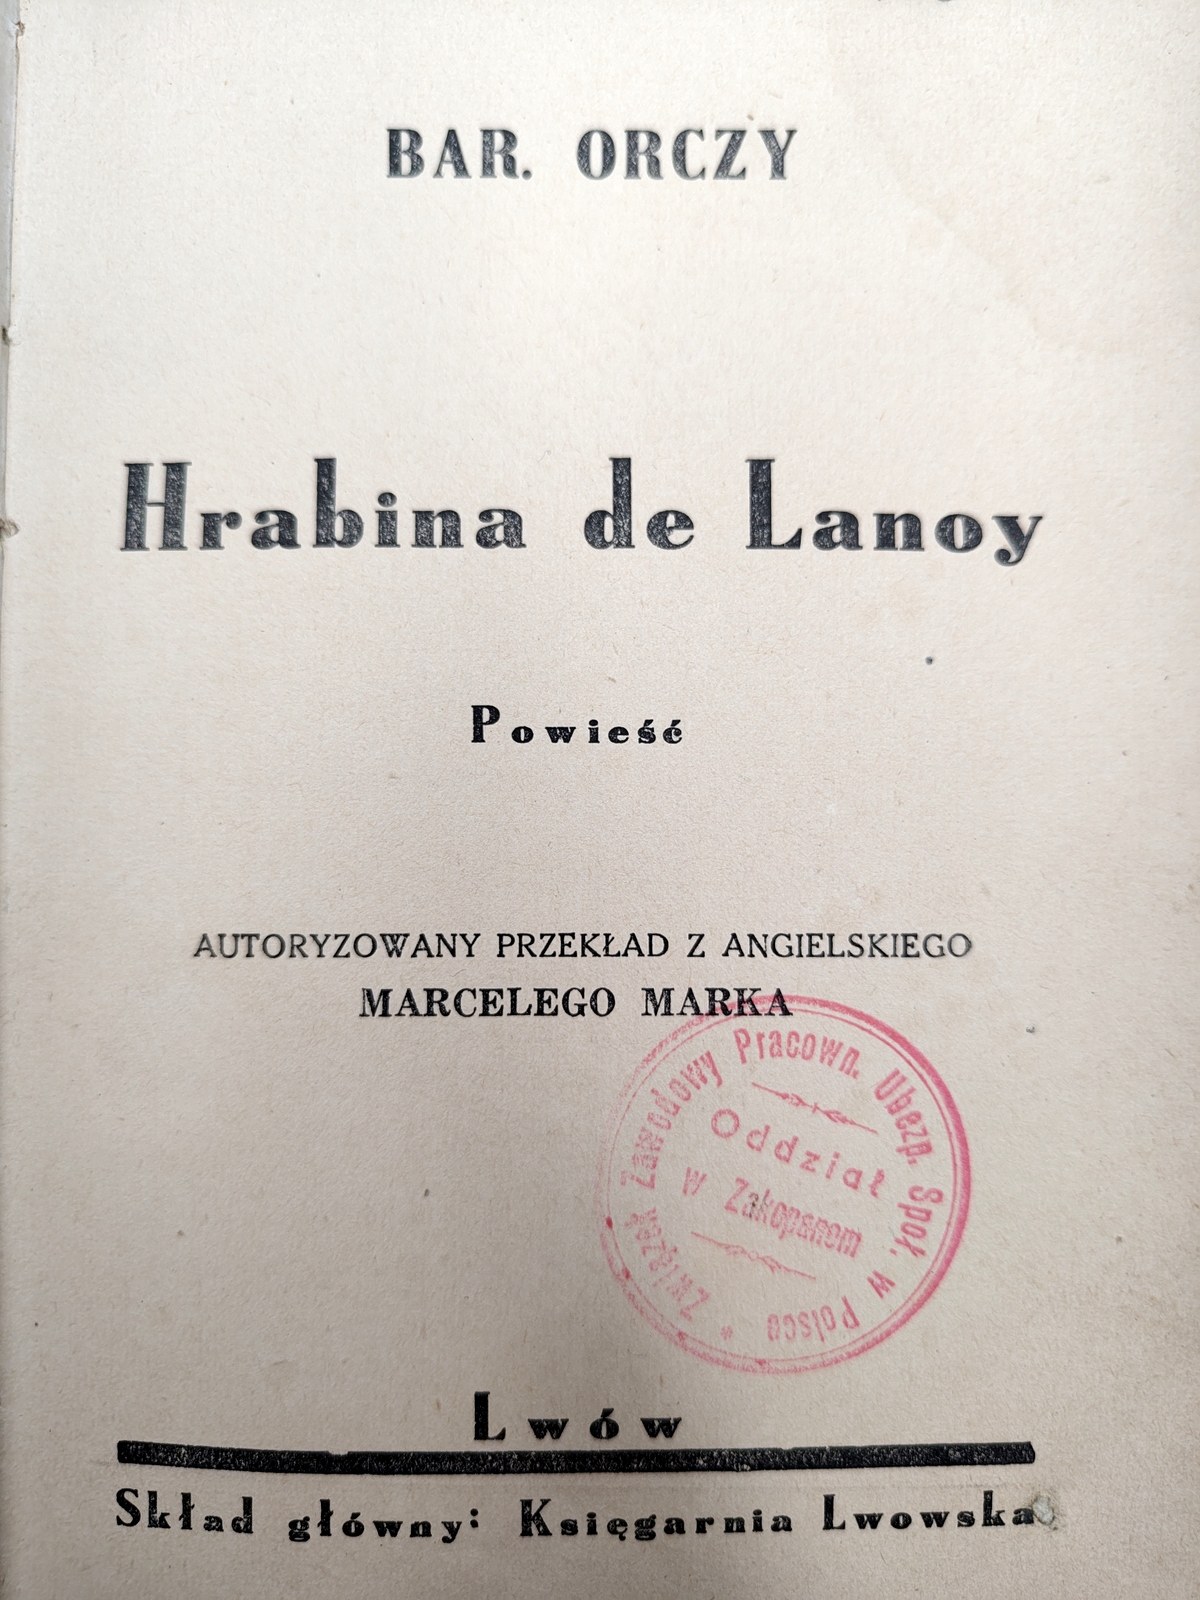 BAR. ORCZY
Hrabina de Lanoy
Powieść
AUTORYZOWANY PRZEKŁAD Z ANGIELSKIEGO
MARCELEGO MARKA
* Związek Zawodowy Pracown. Ubezp. Społ. w Polsce
Oddział
w Zakopanem
Lwów
Skład główny: Księgarnia Lwowska